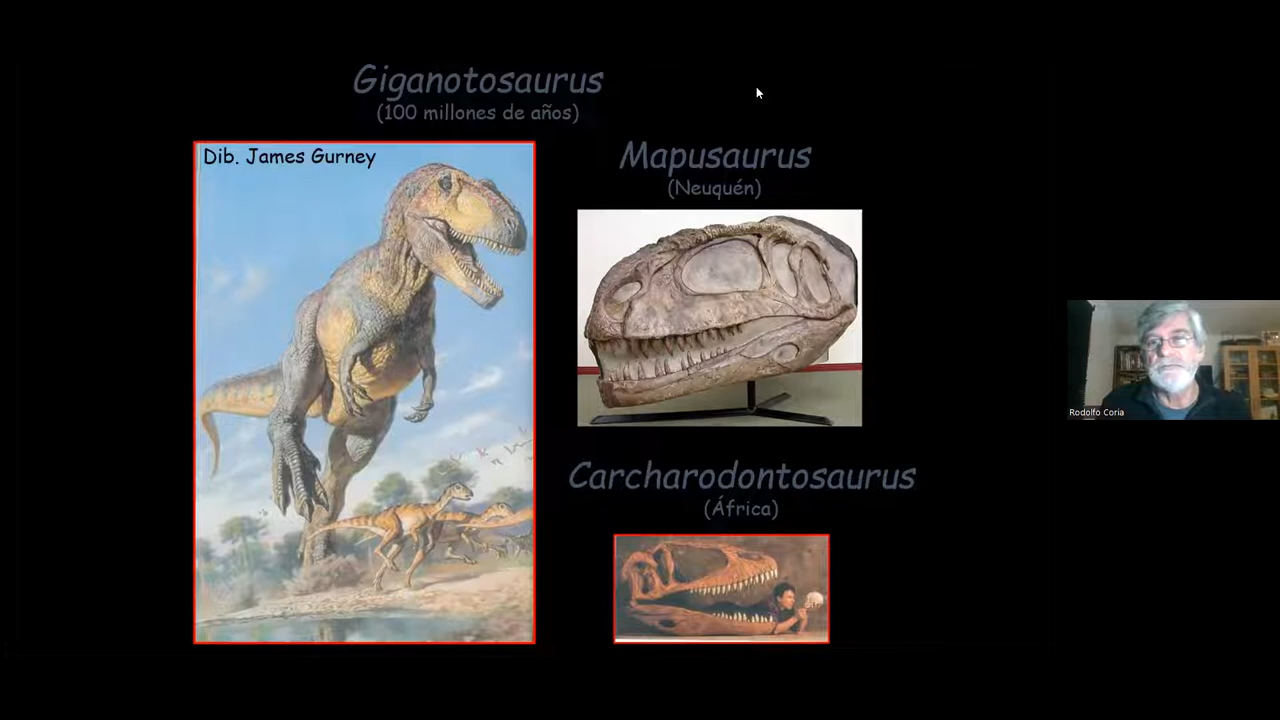 Giganotosaurus
(100 millones de años)
Dib. James Gurney
Mapusaurus
(Neuquén)
Carcharodontosaurus
(África)
Rodolfo Coria